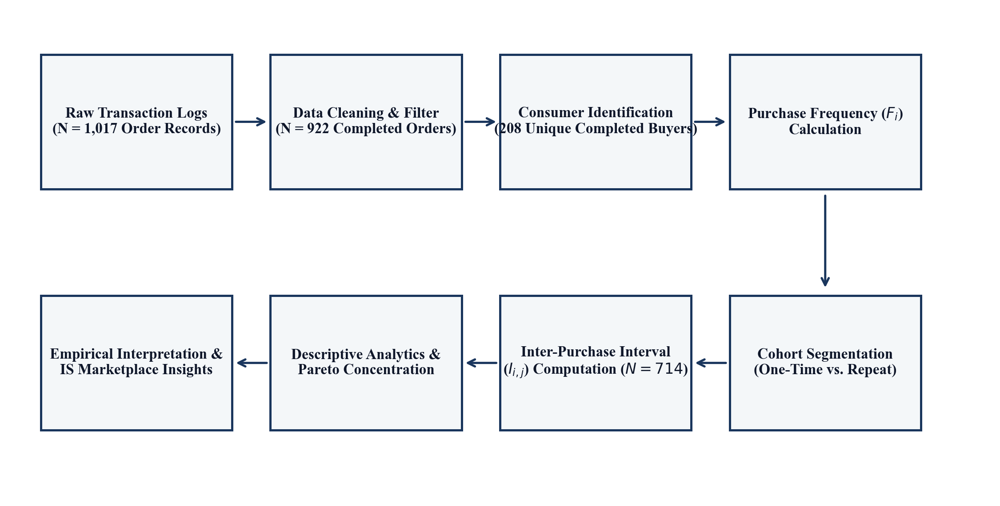 Raw Transaction Logs
(N = 1,017 Order Records)
Data Cleaning & Filter
(N = 922 Completed Orders)
Consumer Identification
(208 Unique Completed Buyers)
Purchase Frequency (F_i)
Calculation
Cohort Segmentation
(One-Time vs. Repeat)
Inter-Purchase Interval
(I_{i,j}) Computation (N = 714)
Descriptive Analytics &
Pareto Concentration
Empirical Interpretation &
IS Marketplace Insights